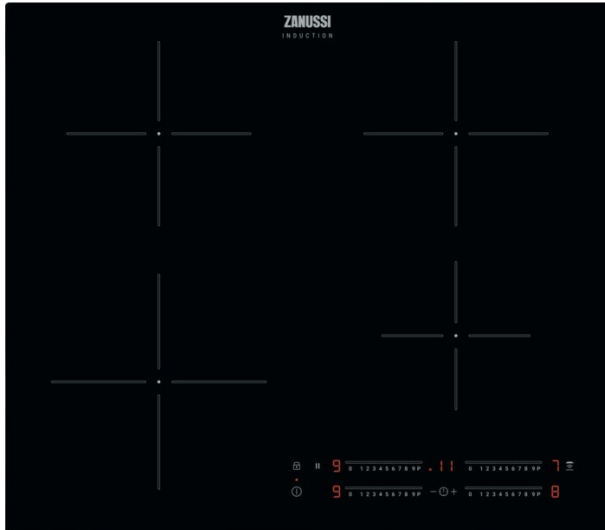 ZANUSSI
INDUCTION
9 0 1 2 3 4 5 6 7 8 9 P .11 0 1 2 3 4 5 6 7 8 9 P 7
9 0 1 2 3 4 5 6 7 8 9 P − + 0 1 2 3 4 5 6 7 8 9 P 8